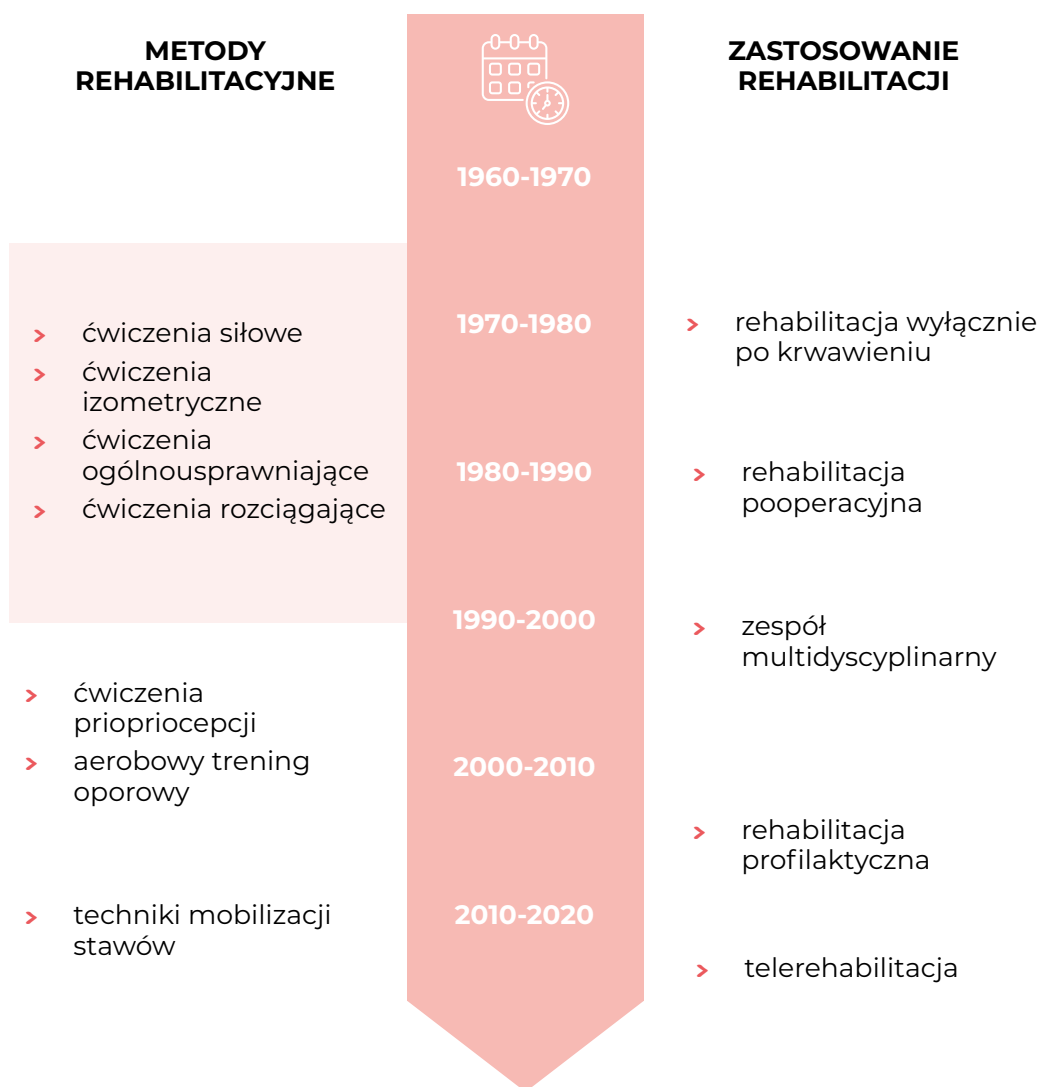 METODY
REHABILITACYJNE
ZASTOSOWANIE
REHABILITACJI
1960-1970
ćwiczenia siłowe
ćwiczenia
izometryczne
ćwiczenia
ogólnousprawniające
ćwiczenia rozciągające
1970-1980
rehabilitacja wyłącznie
po krwawieniu
1980-1990
rehabilitacja
pooperacyjna
1990-2000
zespół
multidyscyplinarny
ćwiczenia
priopriocepcji
aerobowy trening
oporowy
2000-2010
rehabilitacja
profilaktyczna
techniki mobilizacji
stawów
2010-2020
telerehabilitacja